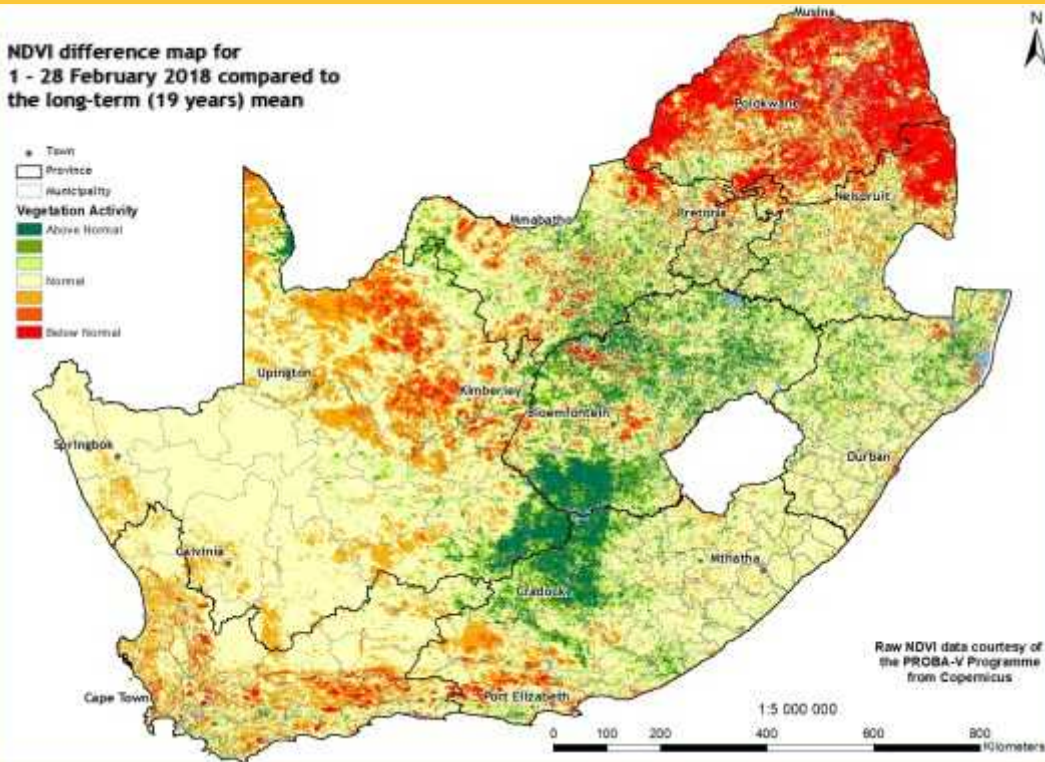 NDVI difference map for
1 - 28 February 2018 compared to
the long-term (19 years) mean
Town
Province
Municipality
Vegetation Activity
Above Normal
Normal
Below Normal
N
Musina
Polokwane
Nelspruit
Pretoria
Mmabatho
Upington
Kimberley
Bloemfontein
Springbok
Durban
Calvinia
Mthatha
Cradock
Cape Town
Port Elizabeth
Raw NDVI data courtesy of
the PROBA-V Programme
from Copernicus
1:5 000 000
0 100 200 400 600 800
Kilometers